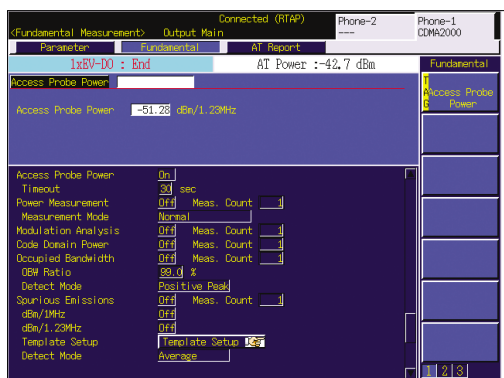 Connected (RTAP)
Phone-2
Phone-1
<Fundamental Measurement>
Output Main
---
CDMA2000
Parameter
Fundamental
AT Report
1xEV-DO : End
AT Power :-42.7 dBm
Fundamental
Access Probe Power
TAG
Access Probe
Power
Access Probe Power -51.28 dBm/1.23MHz
Access Probe Power On
Timeout 30 sec
Power Measurement Off Meas. Count 1
Measurement Mode Normal
Modulation Analysis Off Meas. Count 1
Code Domain Power Off Meas. Count 1
Occupied Bandwidth Off Meas. Count 1
OBW Ratio 99.0 %
Detect Mode Positive Peak
Spurious Emissions Off Meas. Count 1
dBm/1MHz Off
dBm/1.23MHz Off
Template Setup Template Setup
Detect Mode Average
1 2 3